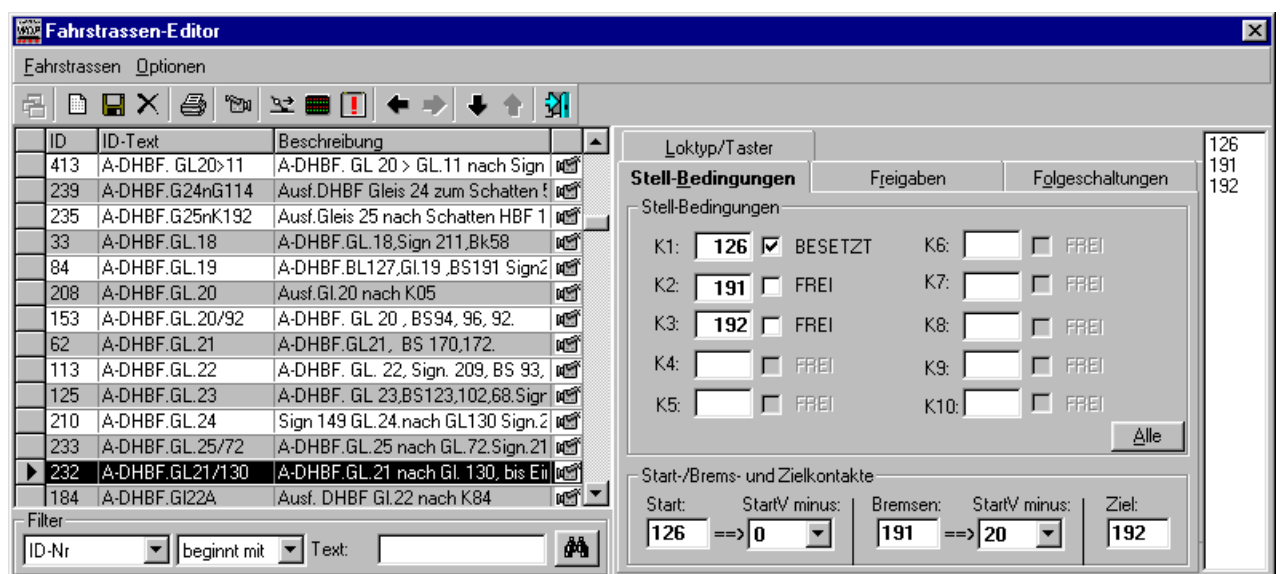 Fahrstrassen-Editor
Fahrstrassen Optionen
ID ID-Text Beschreibung
413 A-DHBF. GL20>11 A-DHBF. GL 20 > GL.11 nach Sign
239 A-DHBF.G24nG114 Ausf.DHBF Gleis 24 zum Schatten
235 A-DHBF.G25nK192 Ausf.Gleis 25 nach Schatten HBF 1
33 A-DHBF.GL.18 A-DHBF.GL.18,Sign 211,Bk58
84 A-DHBF.GL.19 A-DHBF.BL127,Gl.19 ,BS191 Sign2
208 A-DHBF.GL.20 Ausf.Gl.20 nach K05
153 A-DHBF.GL.20/92 A-DHBF. GL 20 , BS94, 96, 92.
62 A-DHBF.GL.21 A-DHBF.GL21, BS 170,172.
113 A-DHBF.GL.22 A-DHBF. GL. 22, Sign. 209, BS 93,
125 A-DHBF.GL.23 A-DHBF. GL 23,BS123,102,68.Sign
210 A-DHBF.GL.24 Sign 149 GL.24.nach GL130 Sign.2
233 A-DHBF.GL.25/72 A-DHBF.GL.25 nach GL.72.Sign.21
232 A-DHBF.GL21/130 A-DHBF.GL.21 nach Gl. 130, bis Ei
184 A-DHBF.Gl22A Ausf. DHBF Gl.22 nach K84
Filter
ID-Nr beginnt mit Text:
Loktyp/Taster
Stell-Bedingungen Freigaben Folgeschaltungen
Stell-Bedingungen
K1: 126 BESETZT K6: FREI
K2: 191 FREI K7: FREI
K3: 192 FREI K8: FREI
K4: FREI K9: FREI
K5: FREI K10: FREI
Alle
Start-/Brems- und Zielkontakte
Start: StartV minus: Bremsen: StartV minus: Ziel:
126 ==> 0 191 ==> 20 192
126
191
192